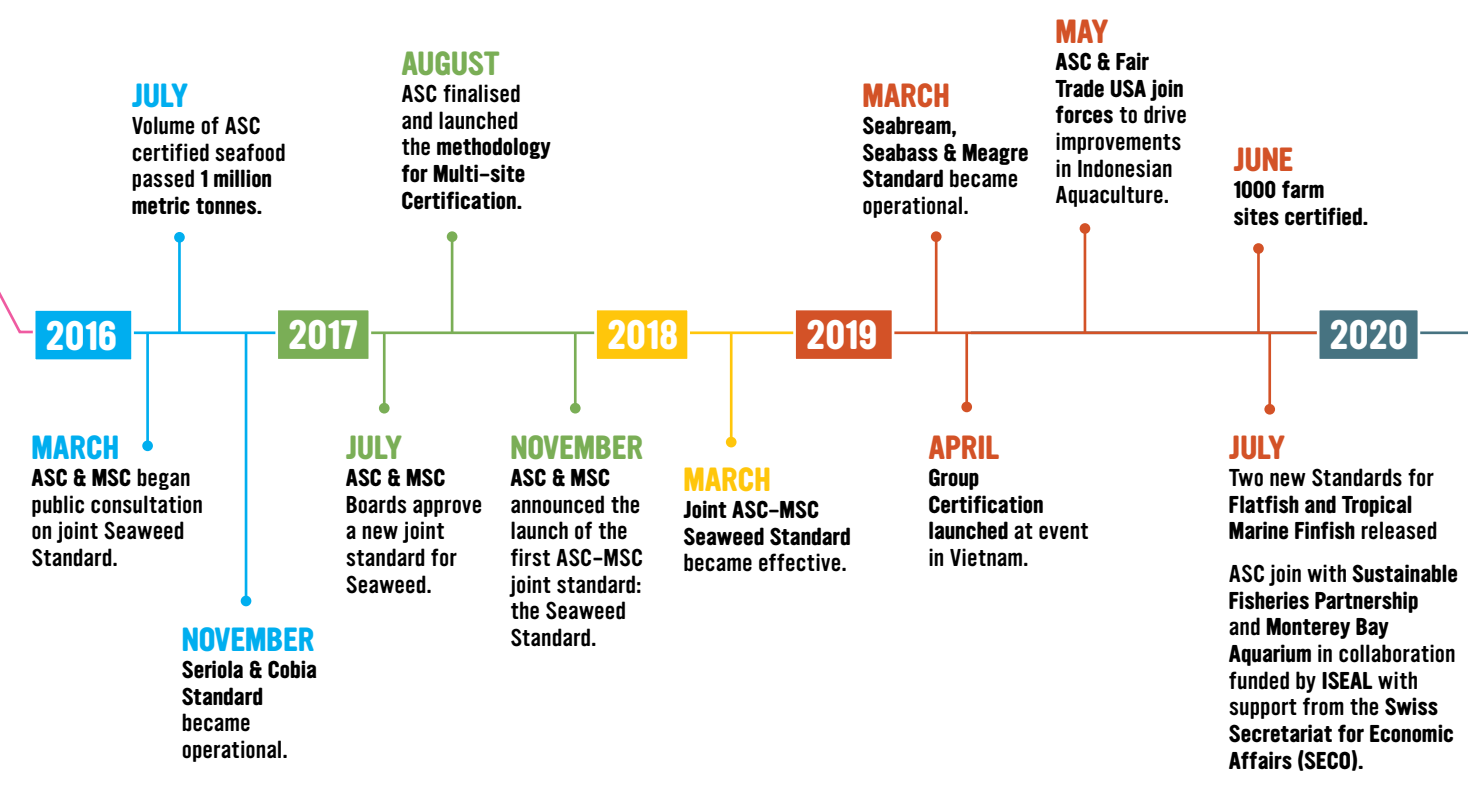 2016
MARCH
ASC & MSC began
public consultation
on joint Seaweed
Standard.
JULY
Volume of ASC
certified seafood
passed 1 million
metric tonnes.
NOVEMBER
Seriola & Cobia
Standard
became
operational.
2017
JULY
ASC & MSC
Boards approve
a new joint
standard for
Seaweed.
AUGUST
ASC finalised
and launched
the methodology
for Multi-site
Certification.
NOVEMBER
ASC & MSC
announced the
launch of the
first ASC-MSC
joint standard:
the Seaweed
Standard.
2018
MARCH
Joint ASC-MSC
Seaweed Standard
became effective.
2019
MARCH
Seabream,
Seabass & Meagre
Standard became
operational.
APRIL
Group
Certification
launched at event
in Vietnam.
MAY
ASC & Fair
Trade USA join
forces to drive
improvements
in Indonesian
Aquaculture.
JUNE
1000 farm
sites certified.
JULY
Two new Standards for
Flatfish and Tropical
Marine Finfish released
ASC join with Sustainable
Fisheries Partnership
and Monterey Bay
Aquarium in collaboration
funded by ISEAL with
support from the Swiss
Secretariat for Economic
Affairs (SECO).
2020